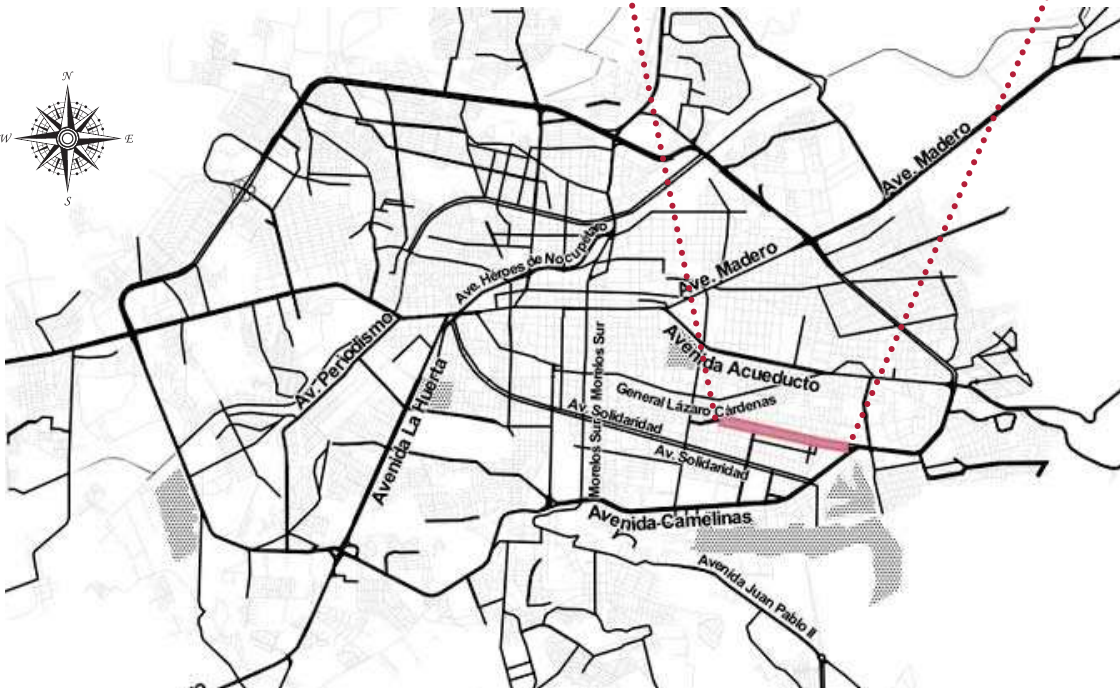 N
W
E
S
Ave. Madero
Ave. Héroes de Nocupétaro
Ave. Madero
Av. Periodismo
Morelos Sur
Avenida Acueducto
Avenida La Huerta
General Lázaro Cárdenas
Av. Solidaridad
Morelos Sur
Av. Solidaridad
Avenida Camelinas
Avenida Juan Pablo II